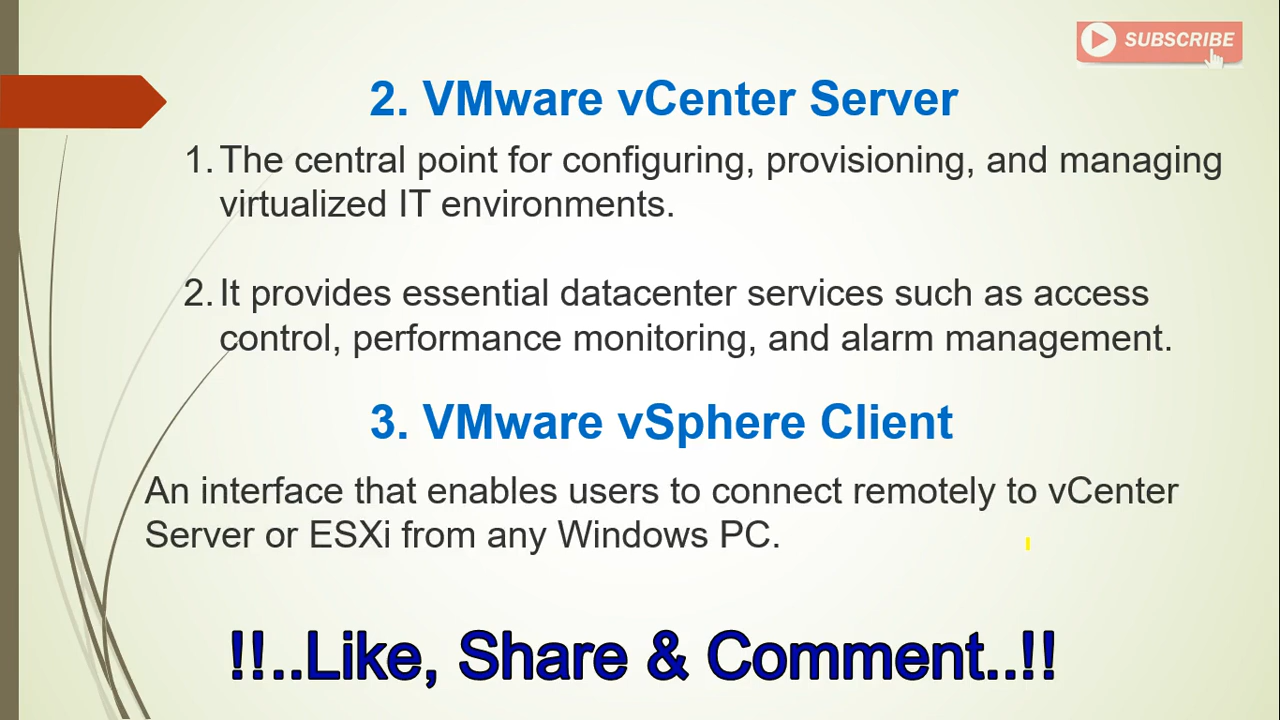 SUBSCRIBE
2. VMware vCenter Server
1. The central point for configuring, provisioning, and managing
virtualized IT environments.
2. It provides essential datacenter services such as access
control, performance monitoring, and alarm management.
3. VMware vSphere Client
An interface that enables users to connect remotely to vCenter
Server or ESXi from any Windows PC.
!!..Like, Share & Comment..!!